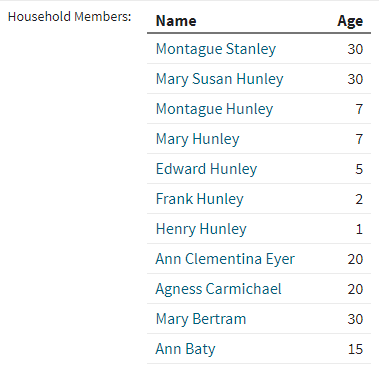 Household Members:
Name Age
Montague Stanley 30
Mary Susan Hunley 30
Montague Hunley 7
Mary Hunley 7
Edward Hunley 5
Frank Hunley 2
Henry Hunley 1
Ann Clementina Eyer 20
Agness Carmichael 20
Mary Bertram 30
Ann Baty 15